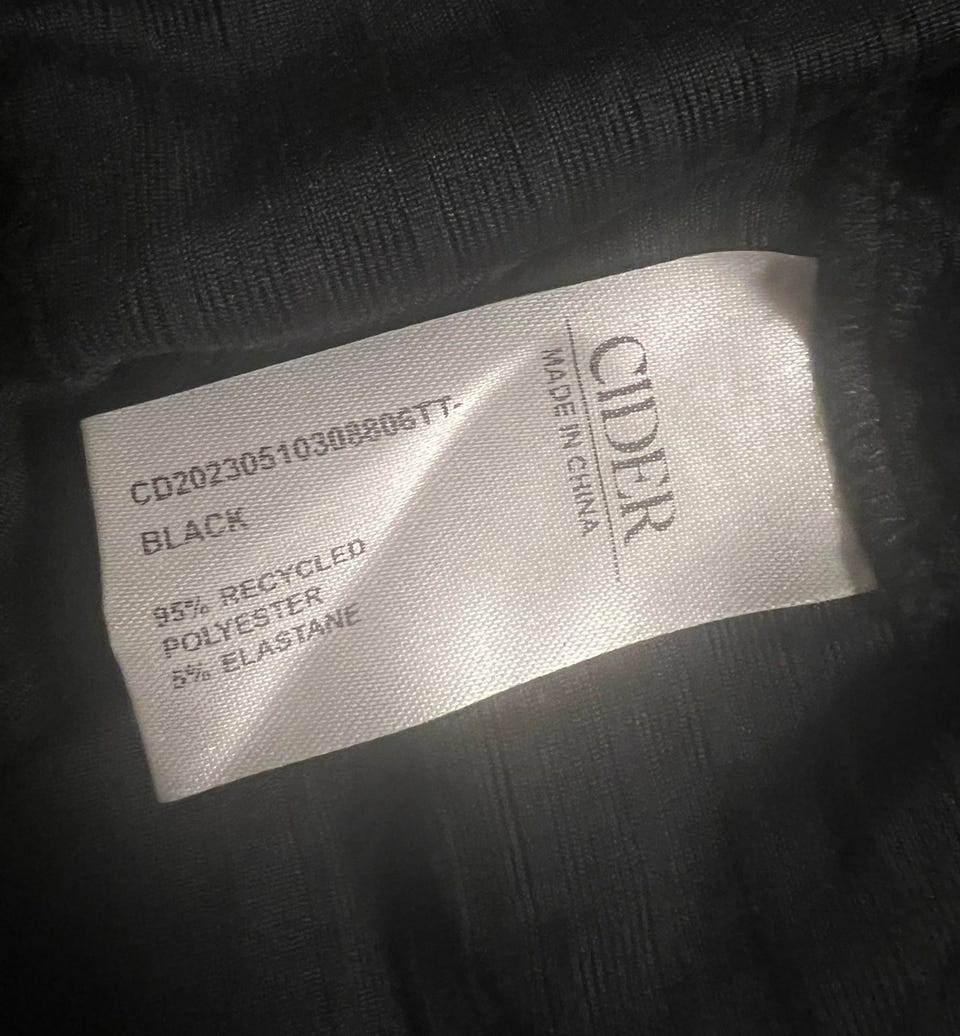 CD20230510308806TT-
BLACK
95% RECYCLED
POLYESTER
5% ELASTANE
CIDER
MADE IN CHINA